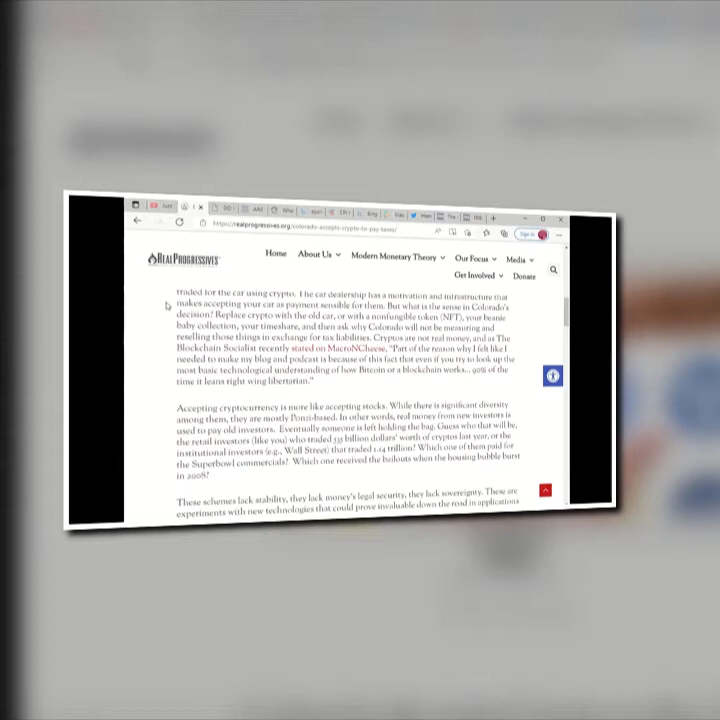 https://realprogressives.org/colorado-accepts-crypto-to-pay-taxes/
Sign in
REALPROGRESSIVES
Home About Us Modern Monetary Theory Our Focus Media
Get Involved Donate
traded for the car using crypto. The car dealership has a motivation and infrastructure that
makes accepting your car as payment sensible for them. But what is the sense in Colorado's
decision? Replace crypto with the old car, or with a nonfungible token (NFT), your beanie
baby collection, your timeshare, and then ask why Colorado will not be measuring and
reselling those things in exchange for tax liabilities. Cryptos are not real money, and as The
Blockchain Socialist recently stated on MacroNCheese, "Part of the reason why I felt like I
needed to make my blog and podcast is because of this fact that even if you try to look up the
most basic technological understanding of how Bitcoin or a blockchain works... 90% of the
time it leans right wing libertarian."
Accepting cryptocurrency is more like accepting stocks. While there is significant diversity
among them, they are mostly Ponzi-based. In other words, real money from new investors is
used to pay old investors. Eventually someone is left holding the bag. Guess who that will be,
the retail investors (like you) who traded 535 billion dollars' worth of cryptos last year, or the
institutional investors (e.g., Wall Street) that traded 1.14 trillion? Which one of them paid for
the Superbowl commercials? Which one received the bailouts when the housing bubble burst
in 2008?
These schemes lack stability, they lack money's legal security, they lack sovereignty. These are
experiments with new technologies that could prove invaluable down the road in applications